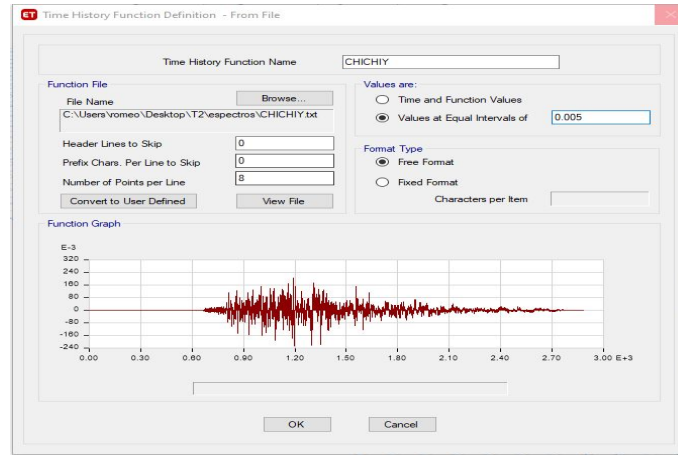 ET Time History Function Definition - From File
Time History Function Name CHICHIY
Function File
File Name Browse...
C:\Users\romeo\Desktop\T2\espectros\CHICHIY.txt
Header Lines to Skip 0
Prefix Chars. Per Line to Skip 0
Number of Points per Line 8
Convert to User Defined View File
Values are:
Time and Function Values
Values at Equal Intervals of 0.005
Format Type
Free Format
Fixed Format
Characters per Item
Function Graph
E-3
320
240
160
80
0
-80
-160
-240
0.00 0.30 0.60 0.90 1.20 1.50 1.80 2.10 2.40 2.70 3.00 E+3
OK Cancel